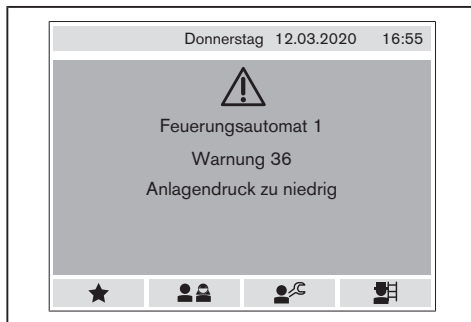 Donnerstag 12.03.2020 16:55
Feuerungsautomat 1
Warnung 36
Anlagendruck zu niedrig